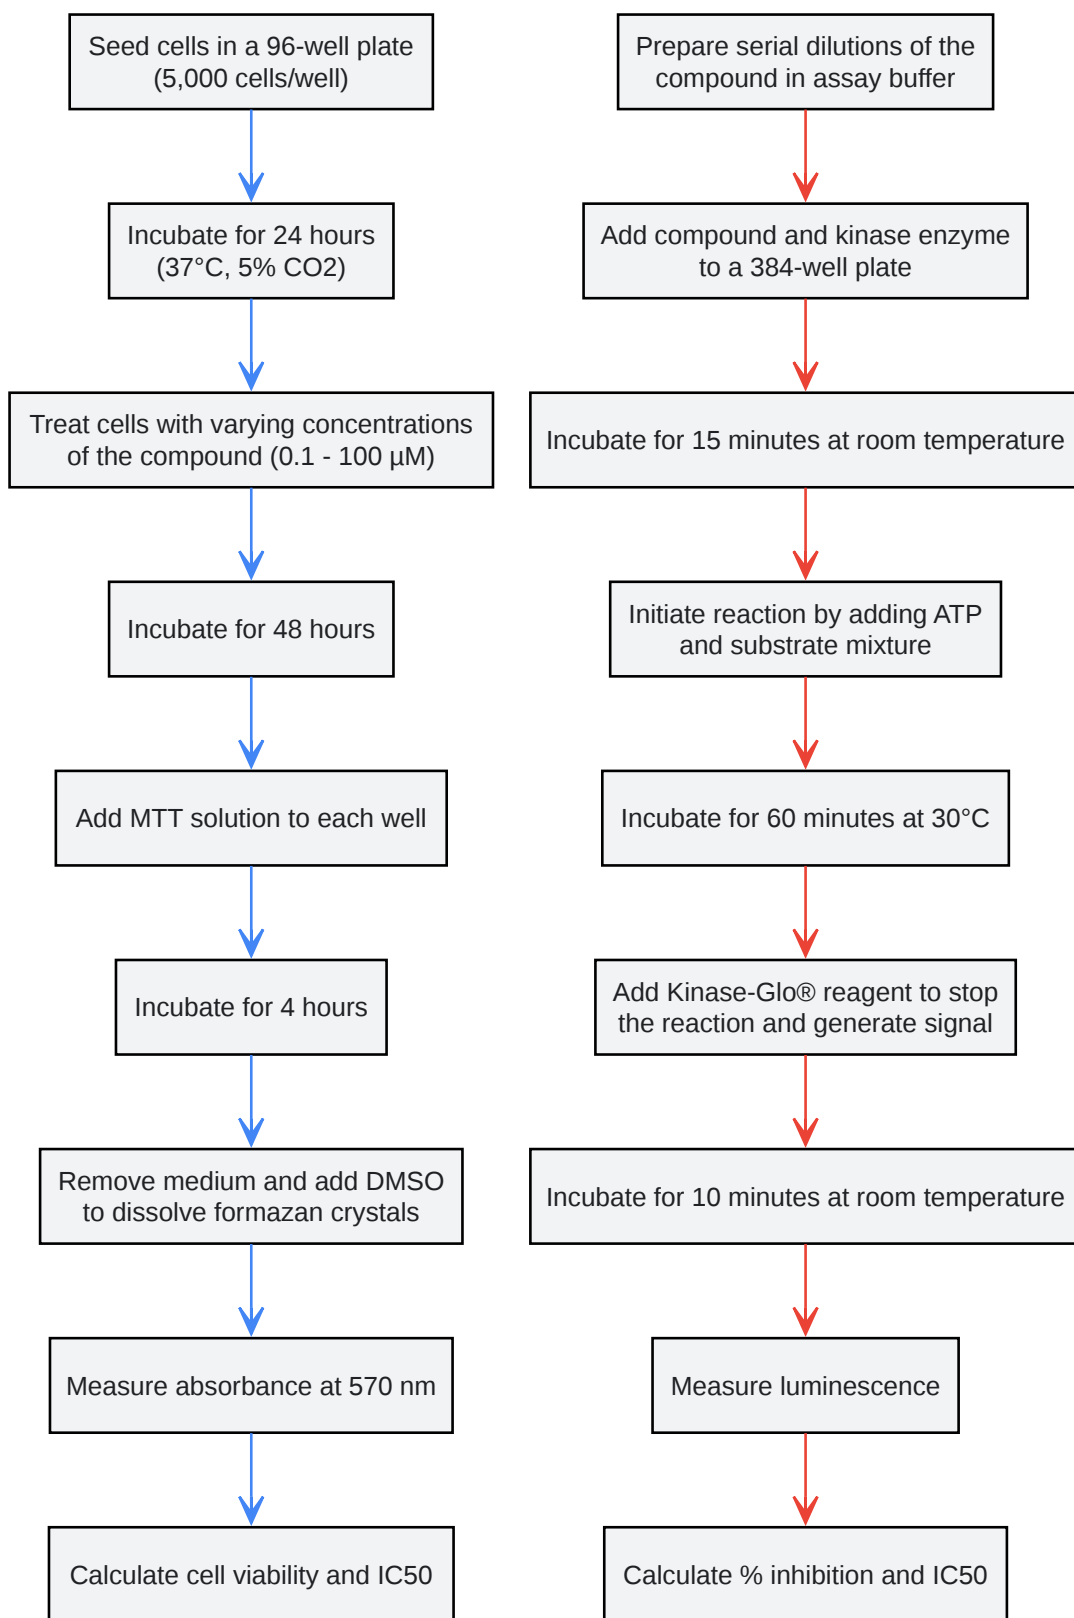 Seed cells in a 96-well plate
(5,000 cells/well)
Incubate for 24 hours
(37°C, 5% CO2)
Treat cells with varying concentrations
of the compound (0.1 - 100 µM)
Incubate for 48 hours
Add MTT solution to each well
Incubate for 4 hours
Remove medium and add DMSO
to dissolve formazan crystals
Measure absorbance at 570 nm
Calculate cell viability and IC50
Prepare serial dilutions of the
compound in assay buffer
Add compound and kinase enzyme
to a 384-well plate
Incubate for 15 minutes at room temperature
Initiate reaction by adding ATP
and substrate mixture
Incubate for 60 minutes at 30°C
Add Kinase-Glo® reagent to stop
the reaction and generate signal
Incubate for 10 minutes at room temperature
Measure luminescence
Calculate % inhibition and IC50